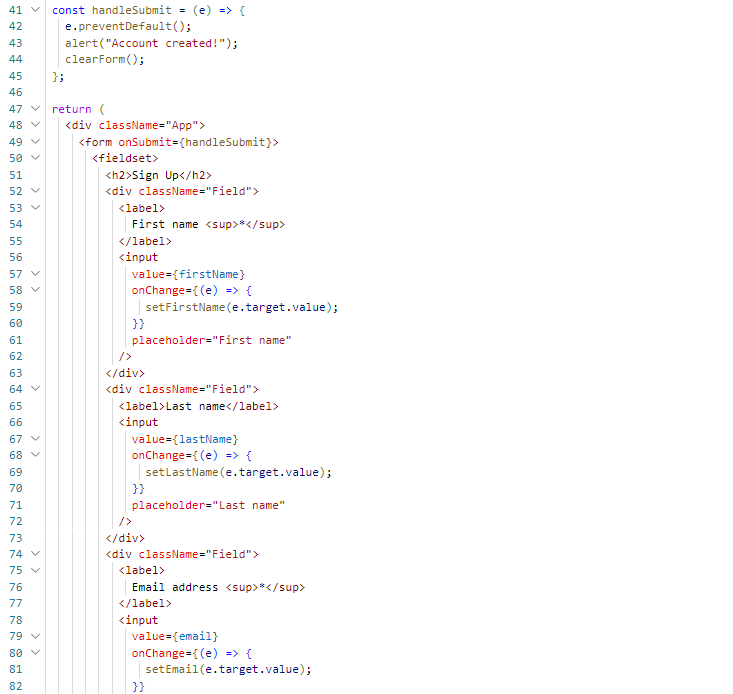 41 const handleSubmit = (e) => {
42 e.preventDefault();
43 alert("Account created!");
44 clearForm();
45 };
46
47 return (
48 <div className="App">
49 <form onSubmit={handleSubmit}>
50 <fieldset>
51 <h2>Sign Up</h2>
52 <div className="Field">
53 <label>
54 First name <sup>*</sup>
55 </label>
56 <input
57 value={firstName}
58 onChange={(e) => {
59 setFirstName(e.target.value);
60 }}
61 placeholder="First name"
62 />
63 </div>
64 <div className="Field">
65 <label>Last name</label>
66 <input
67 value={lastName}
68 onChange={(e) => {
69 setLastName(e.target.value);
70 }}
71 placeholder="Last name"
72 />
73 </div>
74 <div className="Field">
75 <label>
76 Email address <sup>*</sup>
77 </label>
78 <input
79 value={email}
80 onChange={(e) => {
81 setEmail(e.target.value);
82 }}